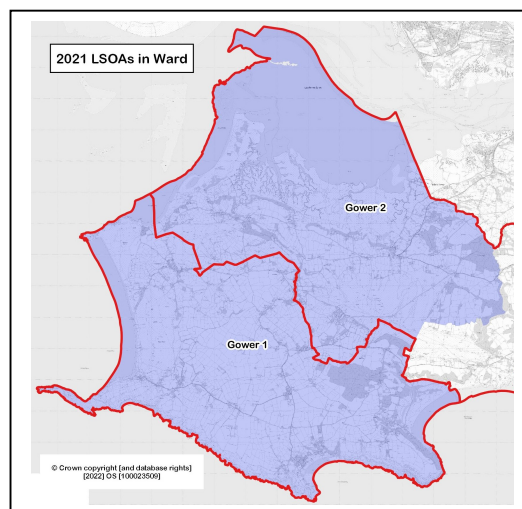 2021 LSOAs in Ward
Gower 2
Gower 1
© Crown copyright [and database rights]
[2022] OS [100023509]